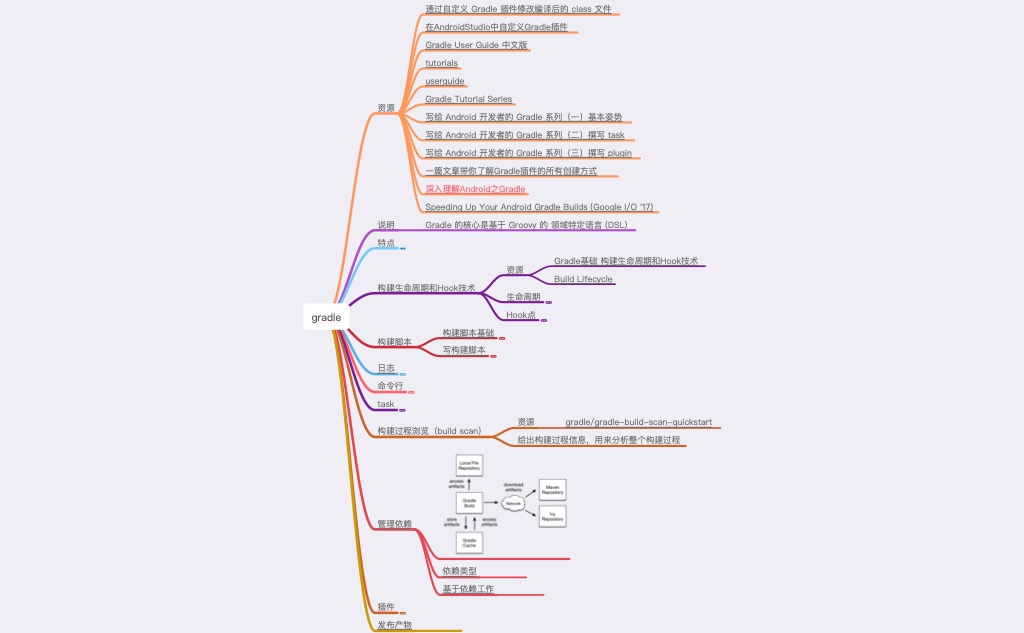 通过自定义 Gradle 插件修改编译后的 class 文件
在AndroidStudio中自定义Gradle插件
Gradle User Guide 中文版
tutorials
userguide
Gradle Tutorial Series
资源
写给 Android 开发者的 Gradle 系列（一）基本姿势
写给 Android 开发者的 Gradle 系列（二）撰写 task
写给 Android 开发者的 Gradle 系列（三）撰写 plugin
一篇文章带你了解Gradle插件的所有创建方式
深入理解Android之Gradle
Speeding Up Your Android Gradle Builds (Google I/O '17)
说明
Gradle 的核心是基于 Groovy 的 领域特定语言 (DSL)
特点
构建生命周期和Hook技术
资源
Gradle基础 构建生命周期和Hook技术
Build Lifecycle
生命周期
Hook点
gradle
构建脚本
构建脚本基础
写构建脚本
日志
命令行
task
构建过程浏览（build scan）
资源
gradle/gradle-build-scan-quickstart
给出构建过程信息，用来分析整个构建过程
管理依赖
Local File
Repository
access
artifacts
download
artifacts
Maven
Repository
Gradle
Build
Network
Ivy
Repository
store
artifacts
access
artifacts
Gradle
Cache
依赖类型
基于依赖工作
插件
发布产物